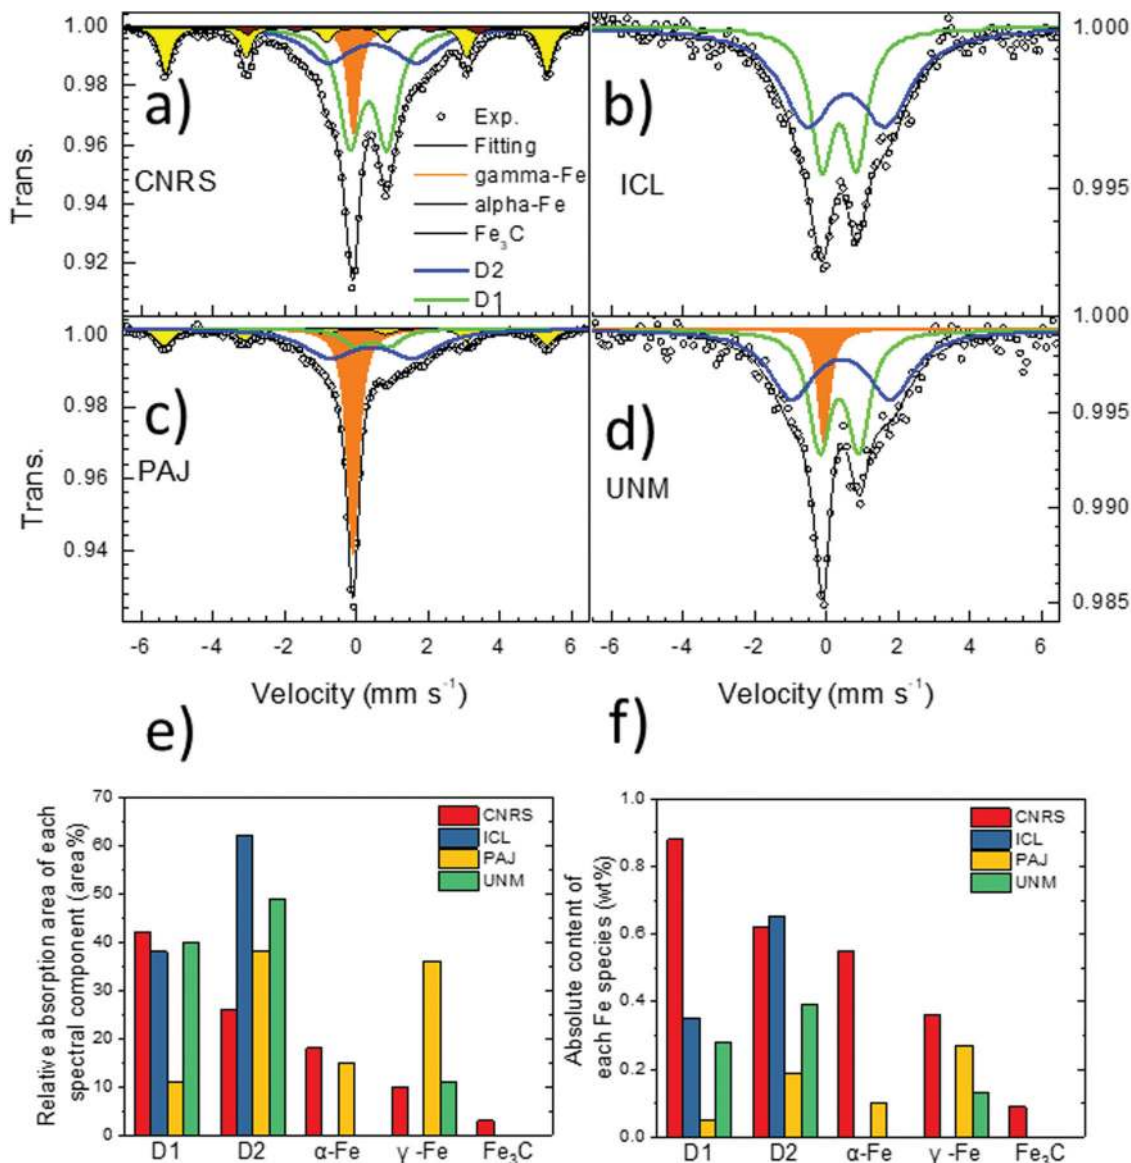 1.00
0.98
0.96
0.94
0.92
Trans.
a)
CNRS
Exp.
Fitting
gamma-Fe
alpha-Fe
Fe₃C
D2
D1
b)
ICL
1.000
0.995
1.00
0.98
0.96
0.94
Trans.
c)
PAJ
d)
UNM
1.000
0.995
0.990
0.985
-6 -4 -2 0 2 4 6
-6 -4 -2 0 2 4 6
Velocity (mm s⁻¹)
Velocity (mm s⁻¹)
e)
Relative absorption area of each
spectral component (area%)
70
60
50
40
30
20
10
0
CNRS
ICL
PAJ
UNM
D1 D2 α-Fe γ -Fe Fe₃C
f)
Absolute content of
each Fe species (wt%)
1.0
0.8
0.6
0.4
0.2
0.0
CNRS
ICL
PAJ
UNM
D1 D2 α-Fe γ -Fe Fe₃C